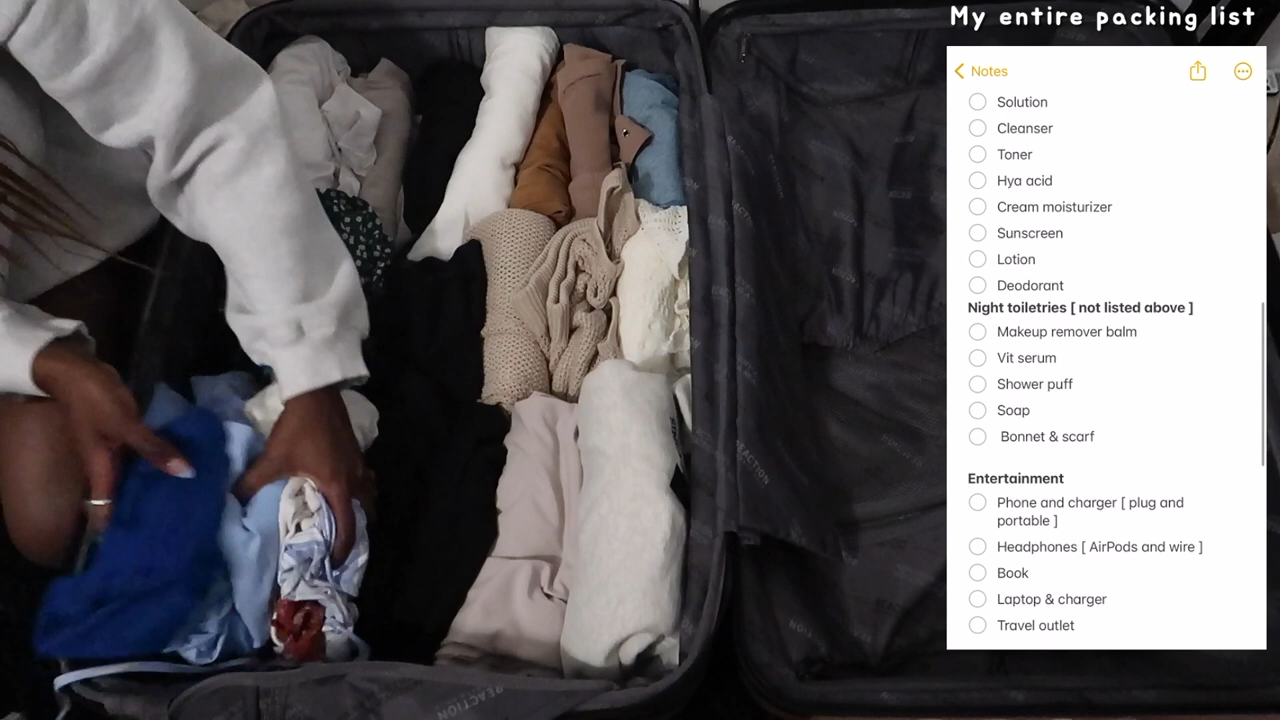 My entire packing list
Notes
Solution
Cleanser
Toner
Hya acid
Cream moisturizer
Sunscreen
Lotion
Deodorant
Night toiletries [ not listed above ]
Makeup remover balm
Vit serum
Shower puff
Soap
Bonnet & scarf
Entertainment
Phone and charger [ plug and
portable ]
Headphones [ AirPods and wire ]
Book
Laptop & charger
Travel outlet
REACTION
REACTION